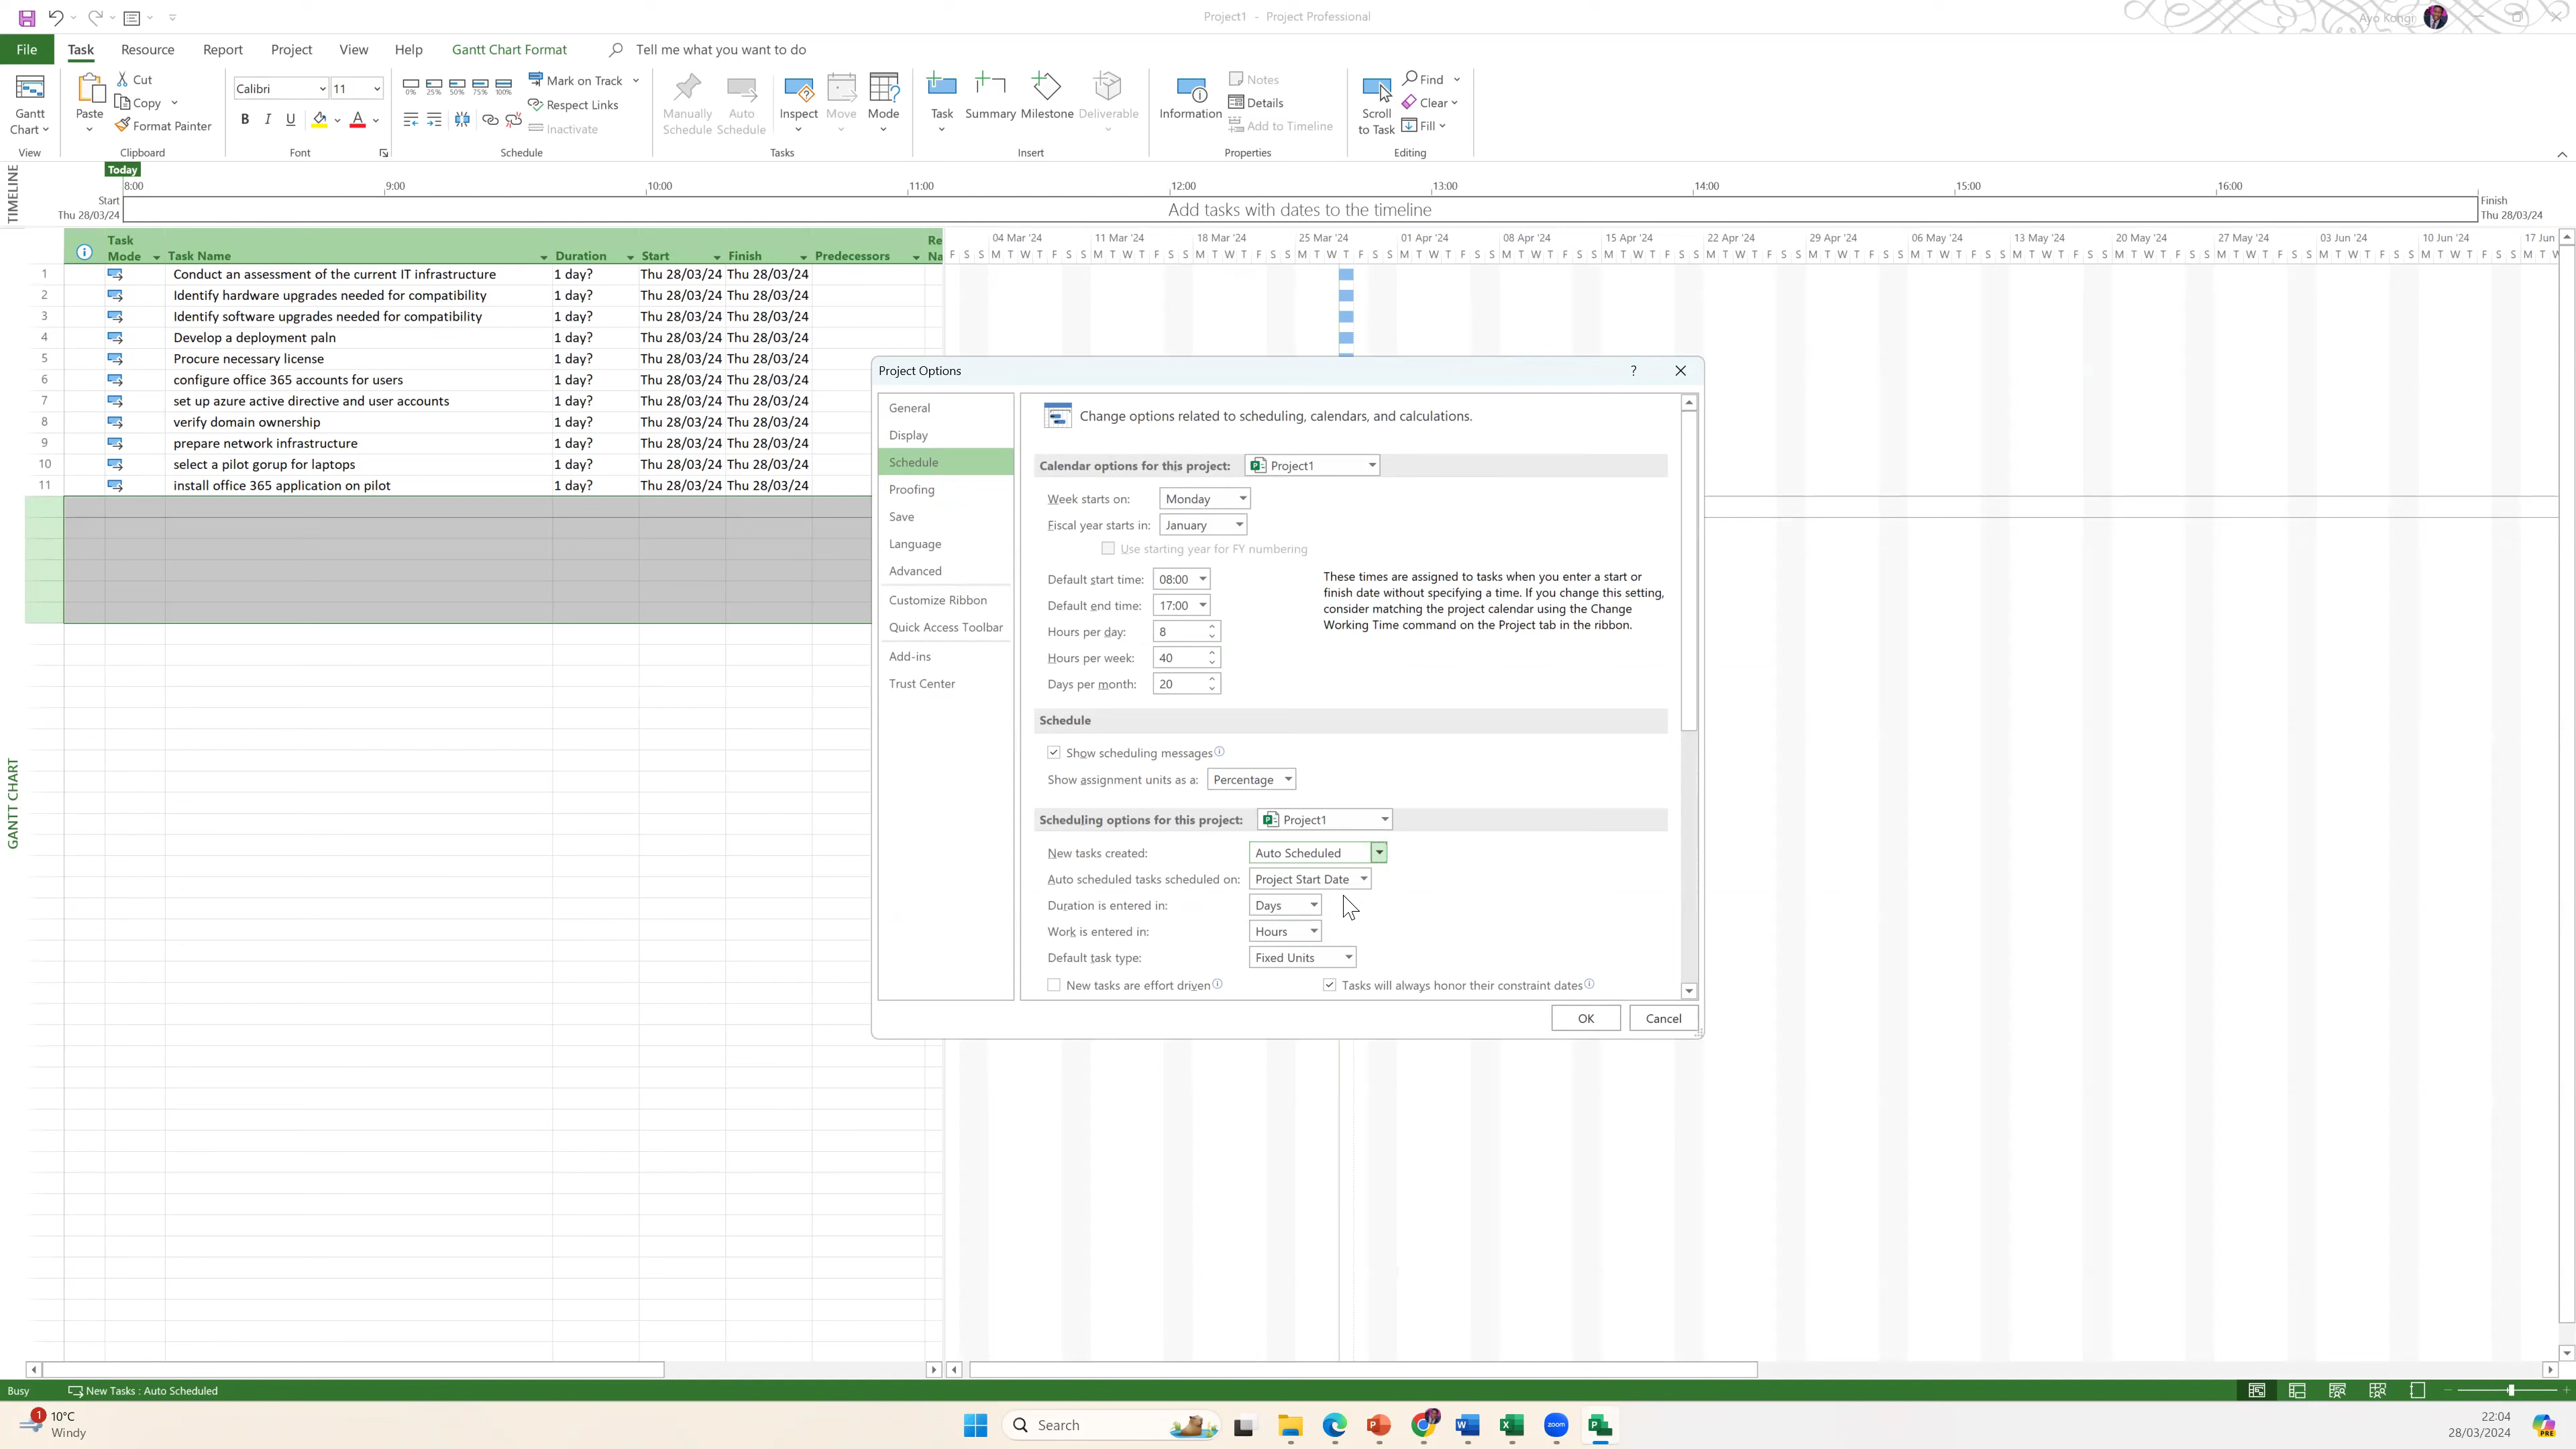 Project1 - Project Professional
Ayo Kongi
File Task Resource Report Project View Help Gantt Chart Format Tell me what you want to do
Gantt Chart
View
Paste
Cut
Copy
Format Painter
Clipboard
Calibri 11
B I U A
Font
0% 25% 50% 75% 100%
Mark on Track
Respect Links
Inactivate
Schedule
Manually Schedule
Auto Schedule
Inspect
Move
Mode
Tasks
Task
Summary
Milestone
Deliverable
Insert
Information
Notes
Details
Add to Timeline
Properties
Scroll to Task
Find
Clear
Fill
Editing
TIMELINE
Today
8:00 9:00 10:00 11:00 12:00 13:00 14:00 15:00 16:00
Start
Thu 28/03/24
Add tasks with dates to the timeline
Finish
Thu 28/03/24
Task Mode Task Name Duration Start Finish Predecessors Re Na
04 Mar '24 11 Mar '24 18 Mar '24 25 Mar '24 01 Apr '24 08 Apr '24 15 Apr '24 22 Apr '24 29 Apr '24 06 May '24 13 May '24 20 May '24 27 May '24 03 Jun '24 10 Jun '24 17 Jun
F S S M T W T F S S M T W T F S S M T W T F S S M T W T F S S M T W T F S S M T W T F S S M T W T F S S M T W T F S S M T W T F S S M T W T F S S M T W T F S S M T W T F S S M T W T F S S M T W T F S S M T W T F S S M T W
1 Conduct an assessment of the current IT infrastructure 1 day? Thu 28/03/24 Thu 28/03/24
2 Identify hardware upgrades needed for compatibility 1 day? Thu 28/03/24 Thu 28/03/24
3 Identify software upgrades needed for compatibility 1 day? Thu 28/03/24 Thu 28/03/24
4 Develop a deployment paln 1 day? Thu 28/03/24 Thu 28/03/24
5 Procure necessary license 1 day? Thu 28/03/24 Thu 28/03/24
6 configure office 365 accounts for users 1 day? Thu 28/03/24 Thu 28/03/24
7 set up azure active directive and user accounts 1 day? Thu 28/03/24 Thu 28/03/24
8 verify domain ownership 1 day? Thu 28/03/24 Thu 28/03/24
9 prepare network infrastructure 1 day? Thu 28/03/24 Thu 28/03/24
10 select a pilot gorup for laptops 1 day? Thu 28/03/24 Thu 28/03/24
11 install office 365 application on pilot 1 day? Thu 28/03/24 Thu 28/03/24
GANTT CHART
Project Options ?
General
Display
Schedule
Proofing
Save
Language
Advanced
Customize Ribbon
Quick Access Toolbar
Add-ins
Trust Center
Change options related to scheduling, calendars, and calculations.
Calendar options for this project: Project1
Week starts on: Monday
Fiscal year starts in: January
Use starting year for FY numbering
Default start time: 08:00
Default end time: 17:00
Hours per day: 8
Hours per week: 40
Days per month: 20
These times are assigned to tasks when you enter a start or
finish date without specifying a time. If you change this setting,
consider matching the project calendar using the Change
Working Time command on the Project tab in the ribbon.
Schedule
Show scheduling messages
Show assignment units as a: Percentage
Scheduling options for this project: Project1
New tasks created: Auto Scheduled
Auto scheduled tasks scheduled on: Project Start Date
Duration is entered in: Days
Work is entered in: Hours
Default task type: Fixed Units
New tasks are effort driven Tasks will always honor their constraint dates
OK Cancel
Busy New Tasks : Auto Scheduled
1 10°C
Windy
Search
zoom
22:04
28/03/2024
PRE